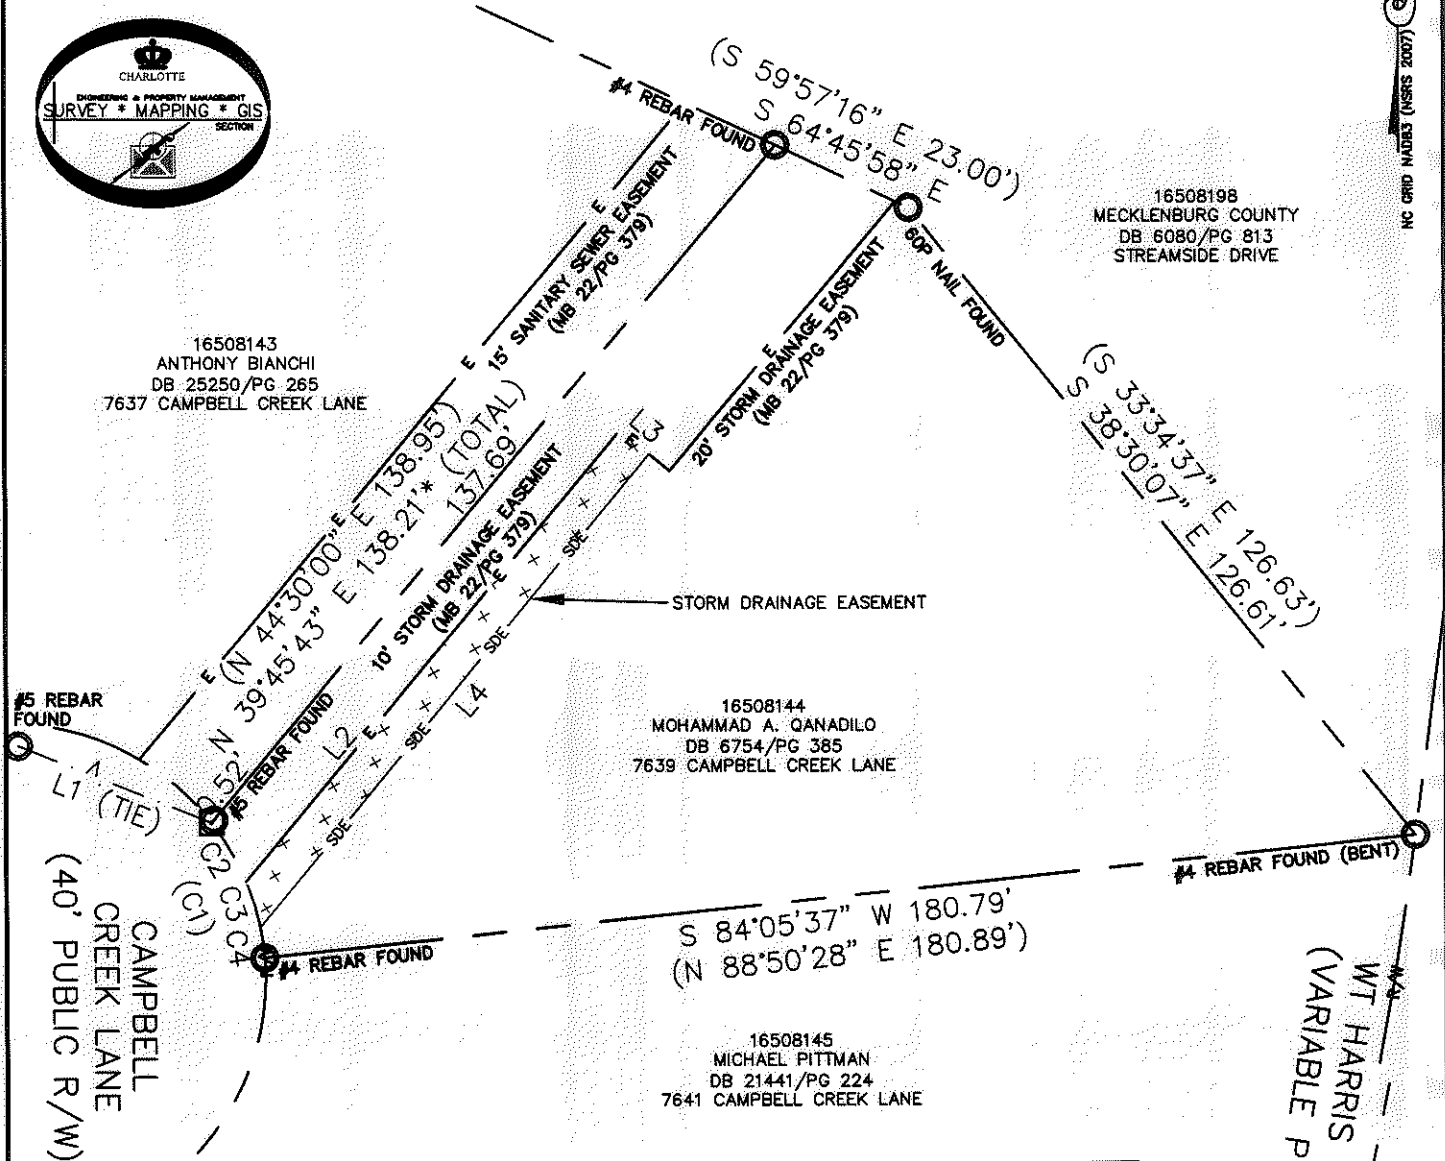 CHARLOTTE
ENGINEERING & PROPERTY MANAGEMENT
SURVEY * MAPPING * GIS
SECTION
(S 59°57'16" E 23.00')
S 64°45'58" E
#4 REBAR FOUND
NC GRID NAD83 (NSRS 2007)
16508198
MECKLENBURG COUNTY
DB 6080/PG 813
STREAMSIDE DRIVE
60P NAIL FOUND
E
15' SANITARY SEWER EASEMENT
(MB 22/PG 379)
E
E
20' STORM DRAINAGE EASEMENT
(MB 22/PG 379)
E
16508143
ANTHONY BIANCHI
DB 25250/PG 265
7637 CAMPBELL CREEK LANE
(S 33°34'37" E 126.63')
S 38°30'07" E 126.61'
(N 44°30'00" E 138.95')
N 39°45'43" E 138.21'* (TOTAL)
137.69'
E
E
L3
10' STORM DRAINAGE EASEMENT
(MB 22/PG 379)
E
SDE
STORM DRAINAGE EASEMENT
SDE
L4
SDE
SDE
L2
E
#5 REBAR
FOUND
L1 (TIE)
#5 REBAR FOUND
16508144
MOHAMMAD A. QANADILO
DB 6754/PG 385
7639 CAMPBELL CREEK LANE
C2
C3
C4
(C1)
#4 REBAR FOUND
#4 REBAR FOUND (BENT)
S 84°05'37" W 180.79'
(N 88°50'28" E 180.89')
CAMPBELL
CREEK LANE
(40' PUBLIC R/W)
16508145
MICHAEL PITTMAN
DB 21441/PG 224
7641 CAMPBELL CREEK LANE
R/W
WT HARRIS
(VARIABLE P